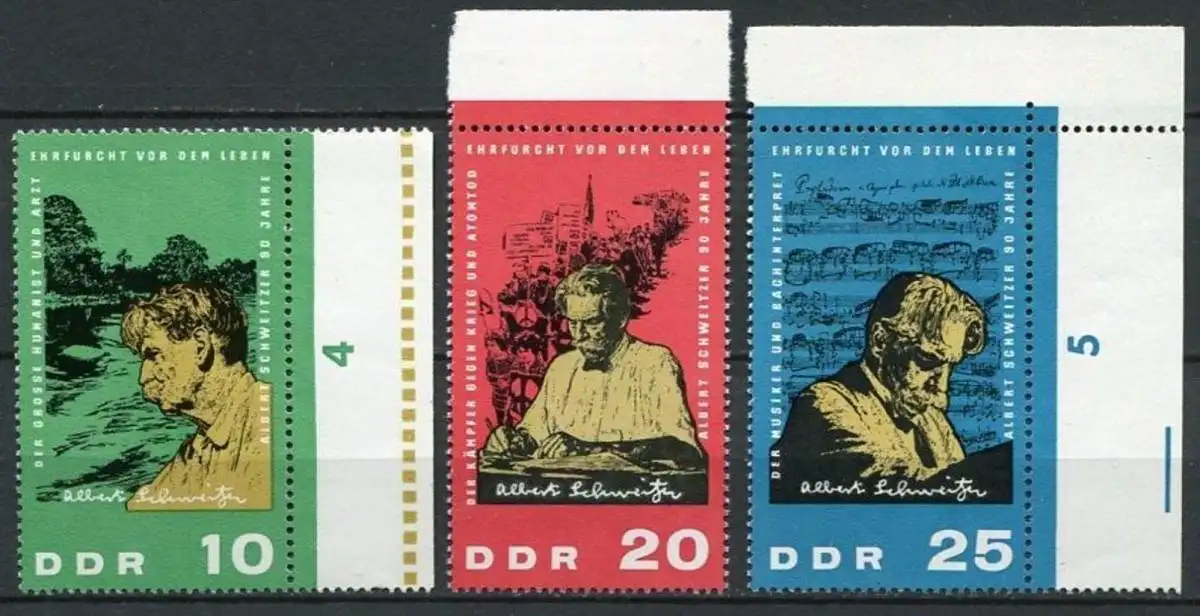 EHRFURCHT VOR DEM LEBEN
DER GROSSE HUMANIST UND ARZT
ALBERT SCHWEITZER 90 JAHRE
Albert Schweitzer
DDR 10
4
EHRFURCHT VOR DEM LEBEN
DER KÄMPFER GEGEN KRIEG UND ATOMTOD
ALBERT SCHWEITZER 90 JAHRE
Albert Schweitzer
DDR 20
EHRFURCHT VOR DEM LEBEN
DER MUSIKER UND BACHINTERPRET
ALBERT SCHWEITZER 90 JAHRE
Albert Schweitzer
DDR 25
5